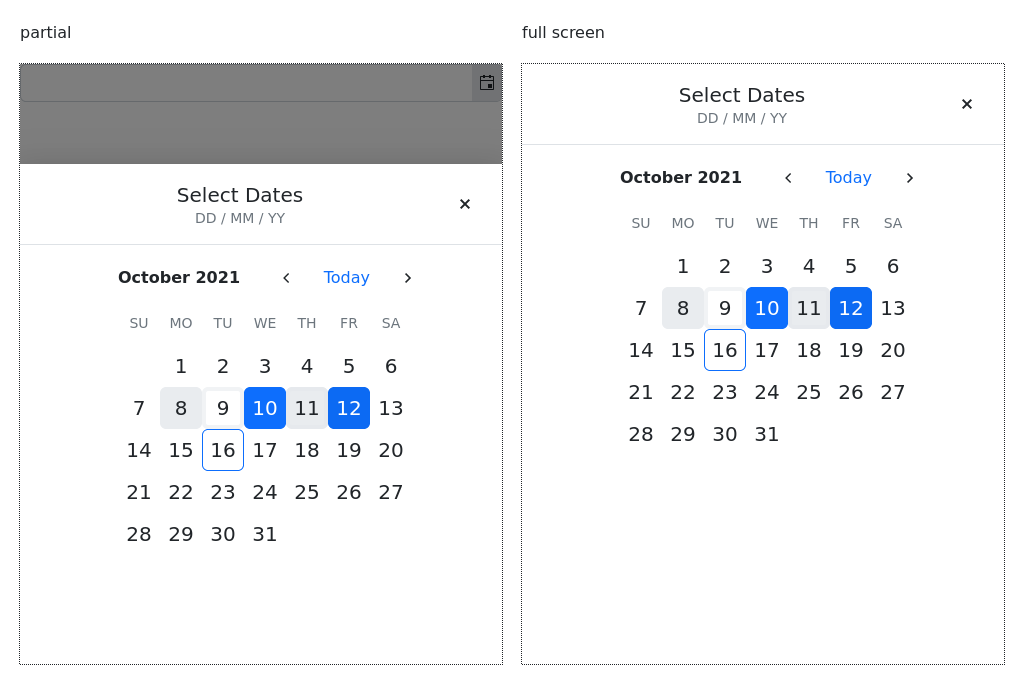 partial
Select Dates
DD / MM / YY
October 2021 Today
SU MO TU WE TH FR SA
1 2 3 4 5 6
7 8 9 10 11 12 13
14 15 16 17 18 19 20
21 22 23 24 25 26 27
28 29 30 31
full screen
Select Dates
DD / MM / YY
October 2021 Today
SU MO TU WE TH FR SA
1 2 3 4 5 6
7 8 9 10 11 12 13
14 15 16 17 18 19 20
21 22 23 24 25 26 27
28 29 30 31